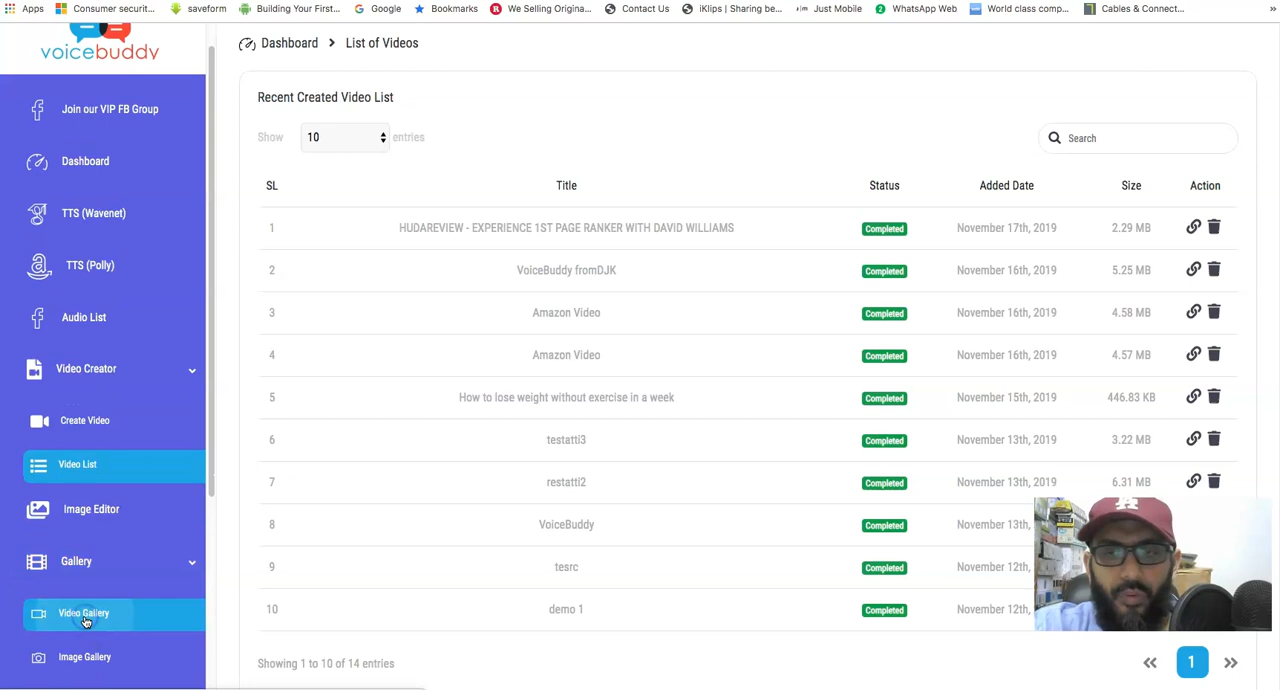 Apps Consumer securit... saveform Building Your First... Google Bookmarks We Selling Origina... Contact Us iKlips | Sharing be... Just Mobile WhatsApp Web World class comp... Cables & Connect... »
voicebuddy
Join our VIP FB Group
Dashboard
TTS (Wavenet)
TTS (Polly)
Audio List
Video Creator
Create Video
Video List
Image Editor
Gallery
Video Gallery
Image Gallery
Dashboard > List of Videos
Recent Created Video List
Show 10 entries
Search
SL Title Status Added Date Size Action
1 HUDAREVIEW - EXPERIENCE 1ST PAGE RANKER WITH DAVID WILLIAMS Completed November 17th, 2019 2.29 MB
2 VoiceBuddy fromDJK Completed November 16th, 2019 5.25 MB
3 Amazon Video Completed November 16th, 2019 4.58 MB
4 Amazon Video Completed November 16th, 2019 4.57 MB
5 How to lose weight without exercise in a week Completed November 15th, 2019 446.83 KB
6 testatti3 Completed November 13th, 2019 3.22 MB
7 restatti2 Completed November 13th, 2019 6.31 MB
8 VoiceBuddy Completed November 13th,
9 tesrc Completed November 12th,
10 demo 1 Completed November 12th,
Showing 1 to 10 of 14 entries
« 1 »